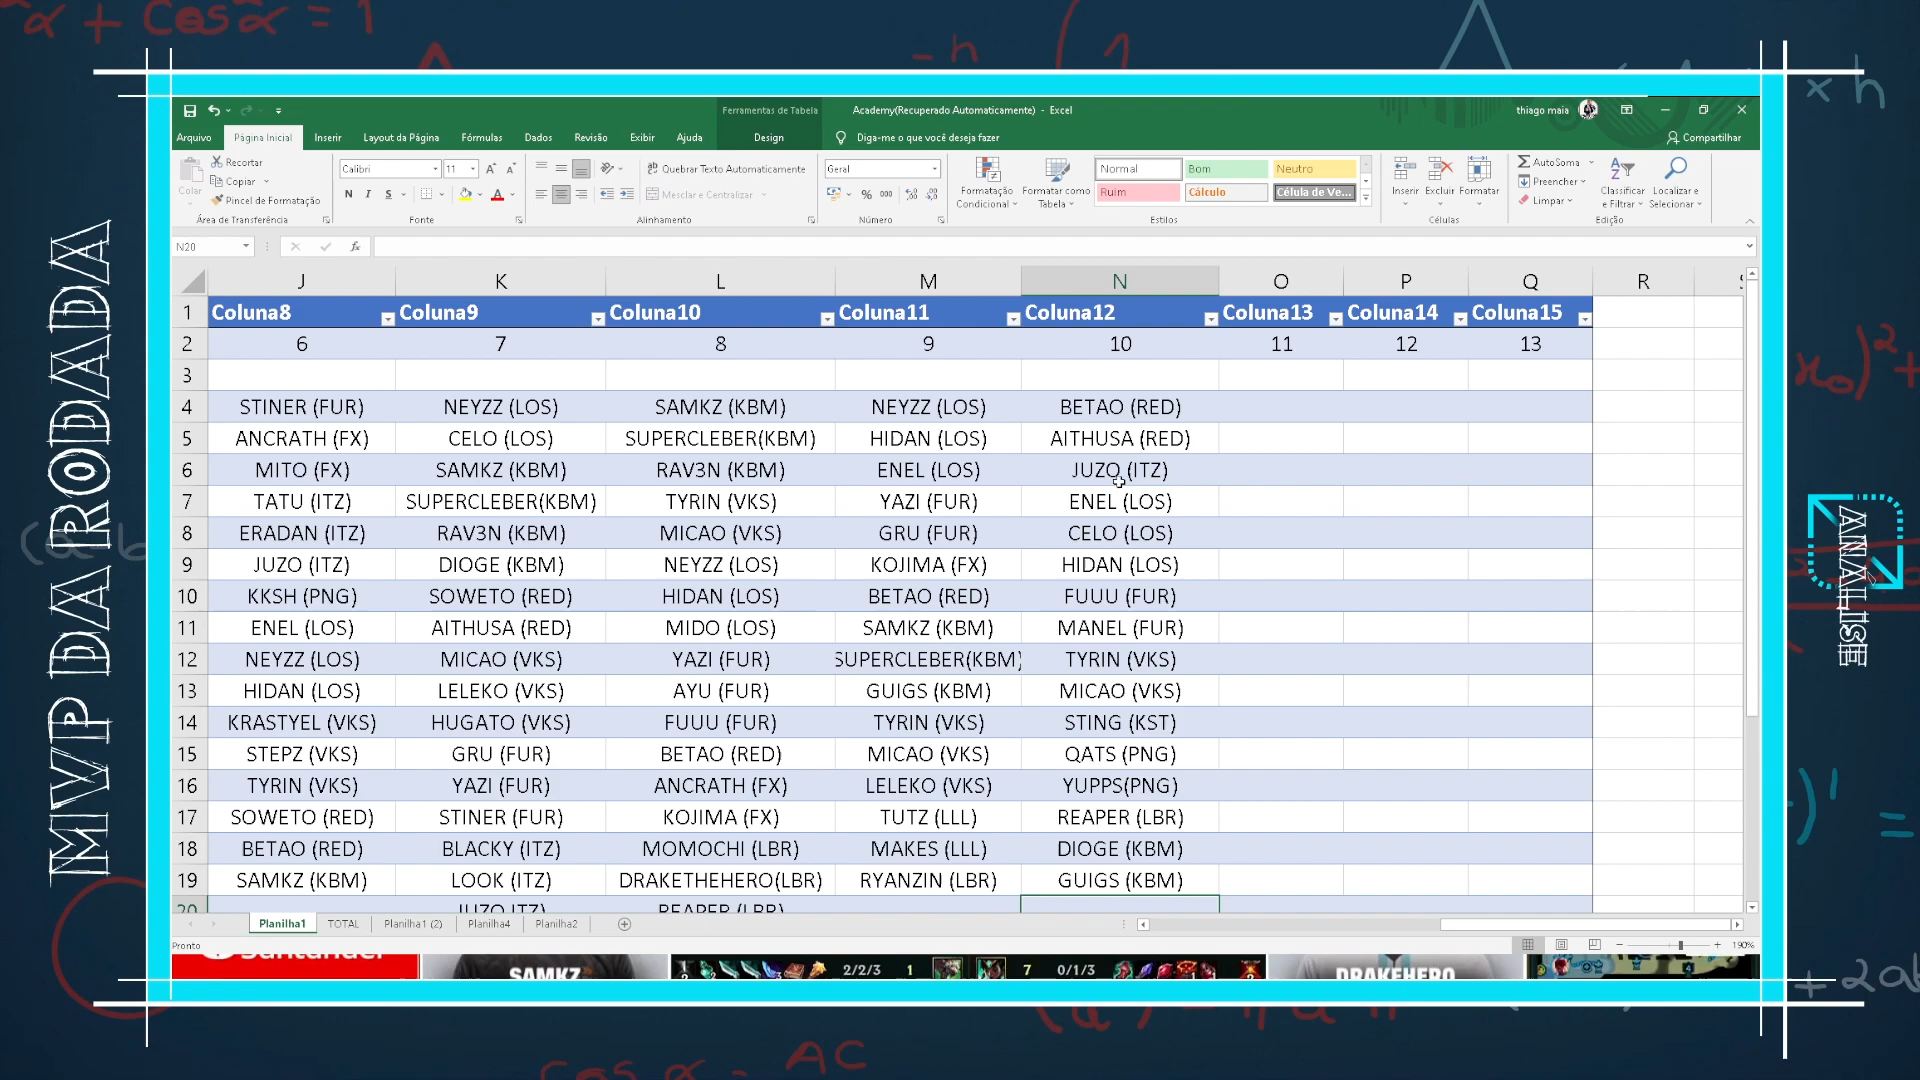 MVP DA RODADA
ANALISE
Ferramentas de Tabela
Academy(Recuperado Automaticamente) - Excel
thiago maia
Arquivo Página Inicial Inserir Layout da Página Fórmulas Dados Revisão Exibir Ajuda Design Diga-me o que você deseja fazer Compartilhar
Colar
Recortar
Copiar
Pincel de Formatação
Área de Transferência
Calibri 11
N I S
Fonte
Quebrar Texto Automaticamente
Mesclar e Centralizar
Alinhamento
Geral
% 000
Número
Formatação Condicional
Formatar como Tabela
Normal Bom Neutro
Ruim Cálculo Célula de Ve...
Estilos
Inserir Excluir Formatar
Células
AutoSoma
Preencher
Limpar
Classificar e Filtrar
Localizar e Selecionar
Edição
N20 fx
J K L M N O P Q R
1 Coluna8 Coluna9 Coluna10 Coluna11 Coluna12 Coluna13 Coluna14 Coluna15
2 6 7 8 9 10 11 12 13
3
4 STINER (FUR) NEYZZ (LOS) SAMKZ (KBM) NEYZZ (LOS) BETAO (RED)
5 ANCRATH (FX) CELO (LOS) SUPERCLEBER(KBM) HIDAN (LOS) AITHUSA (RED)
6 MITO (FX) SAMKZ (KBM) RAV3N (KBM) ENEL (LOS) JUZO (ITZ)
7 TATU (ITZ) SUPERCLEBER(KBM) TYRIN (VKS) YAZI (FUR) ENEL (LOS)
8 ERADAN (ITZ) RAV3N (KBM) MICAO (VKS) GRU (FUR) CELO (LOS)
9 JUZO (ITZ) DIOGE (KBM) NEYZZ (LOS) KOJIMA (FX) HIDAN (LOS)
10 KKSH (PNG) SOWETO (RED) HIDAN (LOS) BETAO (RED) FUUU (FUR)
11 ENEL (LOS) AITHUSA (RED) MIDO (LOS) SAMKZ (KBM) MANEL (FUR)
12 NEYZZ (LOS) MICAO (VKS) YAZI (FUR) SUPERCLEBER(KBM) TYRIN (VKS)
13 HIDAN (LOS) LELEKO (VKS) AYU (FUR) GUIGS (KBM) MICAO (VKS)
14 KRASTYEL (VKS) HUGATO (VKS) FUUU (FUR) TYRIN (VKS) STING (KST)
15 STEPZ (VKS) GRU (FUR) BETAO (RED) MICAO (VKS) QATS (PNG)
16 TYRIN (VKS) YAZI (FUR) ANCRATH (FX) LELEKO (VKS) YUPPS(PNG)
17 SOWETO (RED) STINER (FUR) KOJIMA (FX) TUTZ (LLL) REAPER (LBR)
18 BETAO (RED) BLACKY (ITZ) MOMOCHI (LBR) MAKES (LLL) DIOGE (KBM)
19 SAMKZ (KBM) LOOK (ITZ) DRAKETHEHERO(LBR) RYANZIN (LBR) GUIGS (KBM)
20 JUZO ITZ) REAPER (LBR)
Planilha1 TOTAL Planilha1 (2) Planilha4 Planilha2
Pronto
190%
Santander SAMKZ 2/2/3 1 7 0/1/3 DRAKEHERO